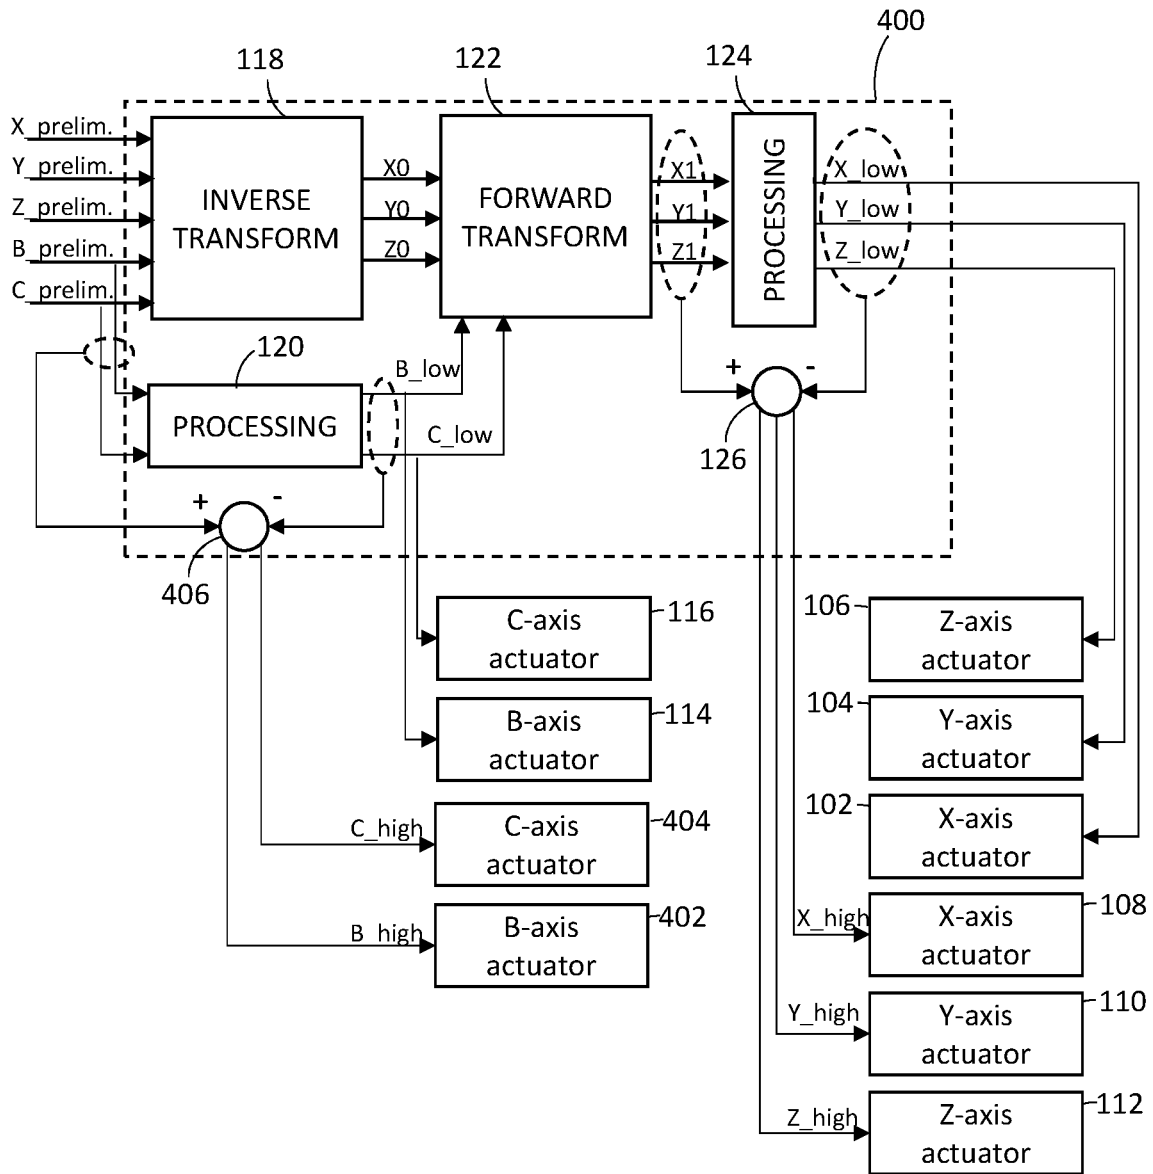 400
118
122
124
X_prelim.
Y_prelim.
Z_prelim.
B_prelim.
C_prelim.
INVERSE
TRANSFORM
X0
Y0
Z0
FORWARD
TRANSFORM
X1
Y1
Z1
PROCESSING
X_low
Y_low
Z_low
120
PROCESSING
B_low
C_low
+
-
126
+
-
406
C-axis
actuator
116
B-axis
actuator
114
C_high
C-axis
actuator
404
B_high
B-axis
actuator
402
106
Z-axis
actuator
104
Y-axis
actuator
102
X-axis
actuator
X_high
X-axis
actuator
108
Y_high
Y-axis
actuator
110
Z_high
Z-axis
actuator
112